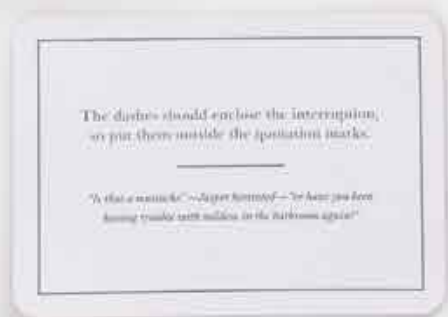 The dashes should enclose the interruption,
so put them outside the quotation marks.
"Is that a mustache"—Jasper hesitated—"or have you been
having trouble with mildew in the bathroom again?"